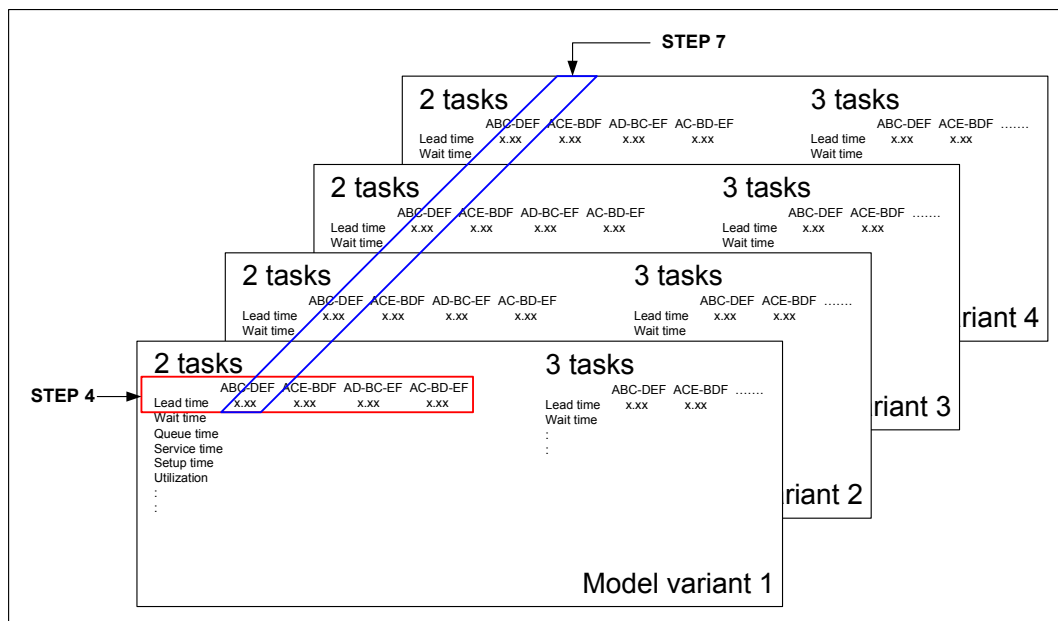 STEP 7
2 tasks 3 tasks
ABC-DEF ACE-BDF AD-BC-EF AC-BD-EF ABC-DEF ACE-BDF .......
Lead time x.xx x.xx x.xx x.xx Lead time x.xx x.xx
Wait time Wait time
2 tasks 3 tasks
ABC-DEF ACE-BDF AD-BC-EF AC-BD-EF ABC-DEF ACE-BDF .......
Lead time x.xx x.xx x.xx x.xx Lead time x.xx x.xx
Wait time Wait time
2 tasks 3 tasks
ABC-DEF ACE-BDF AD-BC-EF AC-BD-EF ABC-DEF ACE-BDF .......
Lead time x.xx x.xx x.xx x.xx Lead time x.xx x.xx
Wait time Wait time
riant 4
2 tasks 3 tasks
STEP 4
ABC-DEF ACE-BDF AD-BC-EF AC-BD-EF ABC-DEF ACE-BDF .......
Lead time x.xx x.xx x.xx x.xx Lead time x.xx x.xx
Wait time Wait time
Queue time :
Service time :
Setup time
Utilization
:
:
riant 3
riant 2
Model variant 1